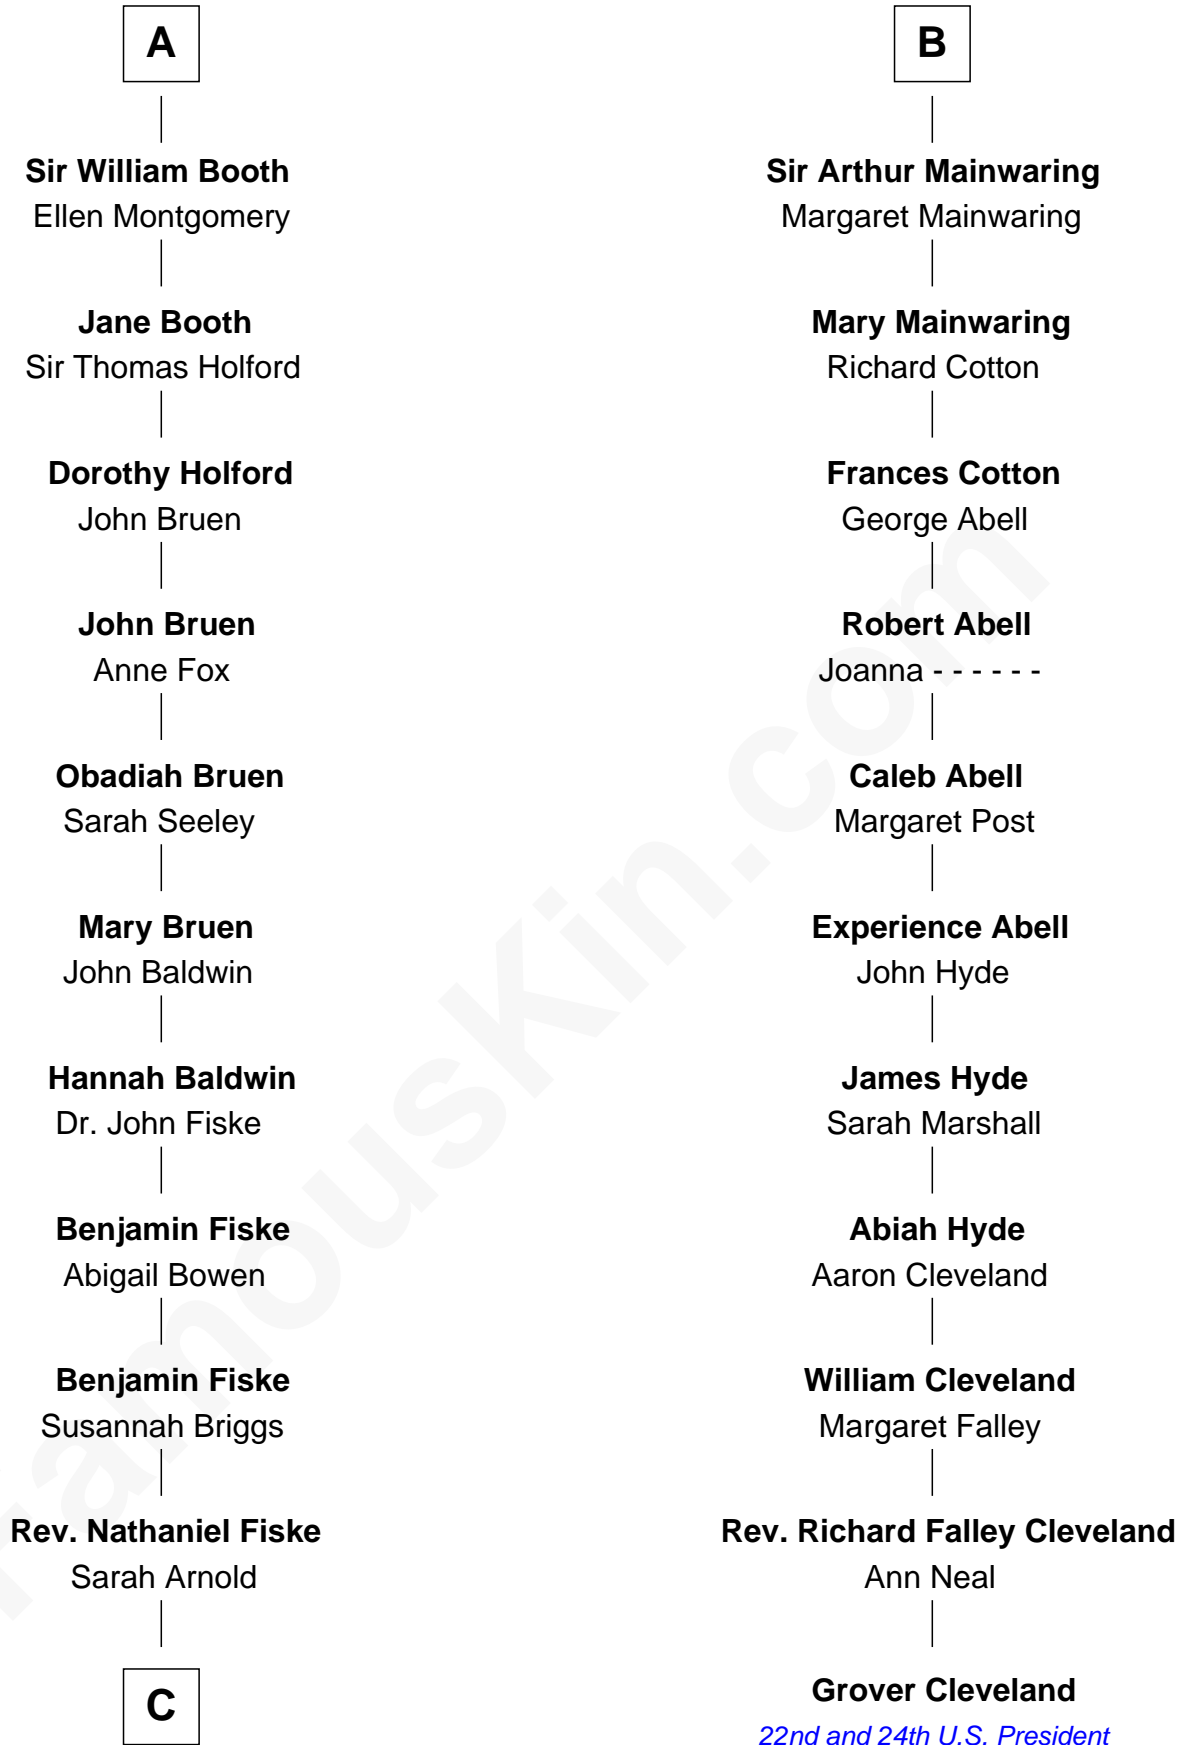 A
Sir William Booth
Ellen Montgomery
Jane Booth
Sir Thomas Holford
Dorothy Holford
John Bruen
John Bruen
Anne Fox
Obadiah Bruen
Sarah Seeley
Mary Bruen
John Baldwin
Hannah Baldwin
Dr. John Fiske
Benjamin Fiske
Abigail Bowen
Benjamin Fiske
Susannah Briggs
Rev. Nathaniel Fiske
Sarah Arnold
C
B
Sir Arthur Mainwaring
Margaret Mainwaring
Mary Mainwaring
Richard Cotton
Frances Cotton
George Abell
Robert Abell
Joanna - - - - - -
Caleb Abell
Margaret Post
Experience Abell
John Hyde
James Hyde
Sarah Marshall
Abiah Hyde
Aaron Cleveland
William Cleveland
Margaret Falley
Rev. Richard Falley Cleveland
Ann Neal
Grover Cleveland
22nd and 24th U.S. President
FamousKin.com